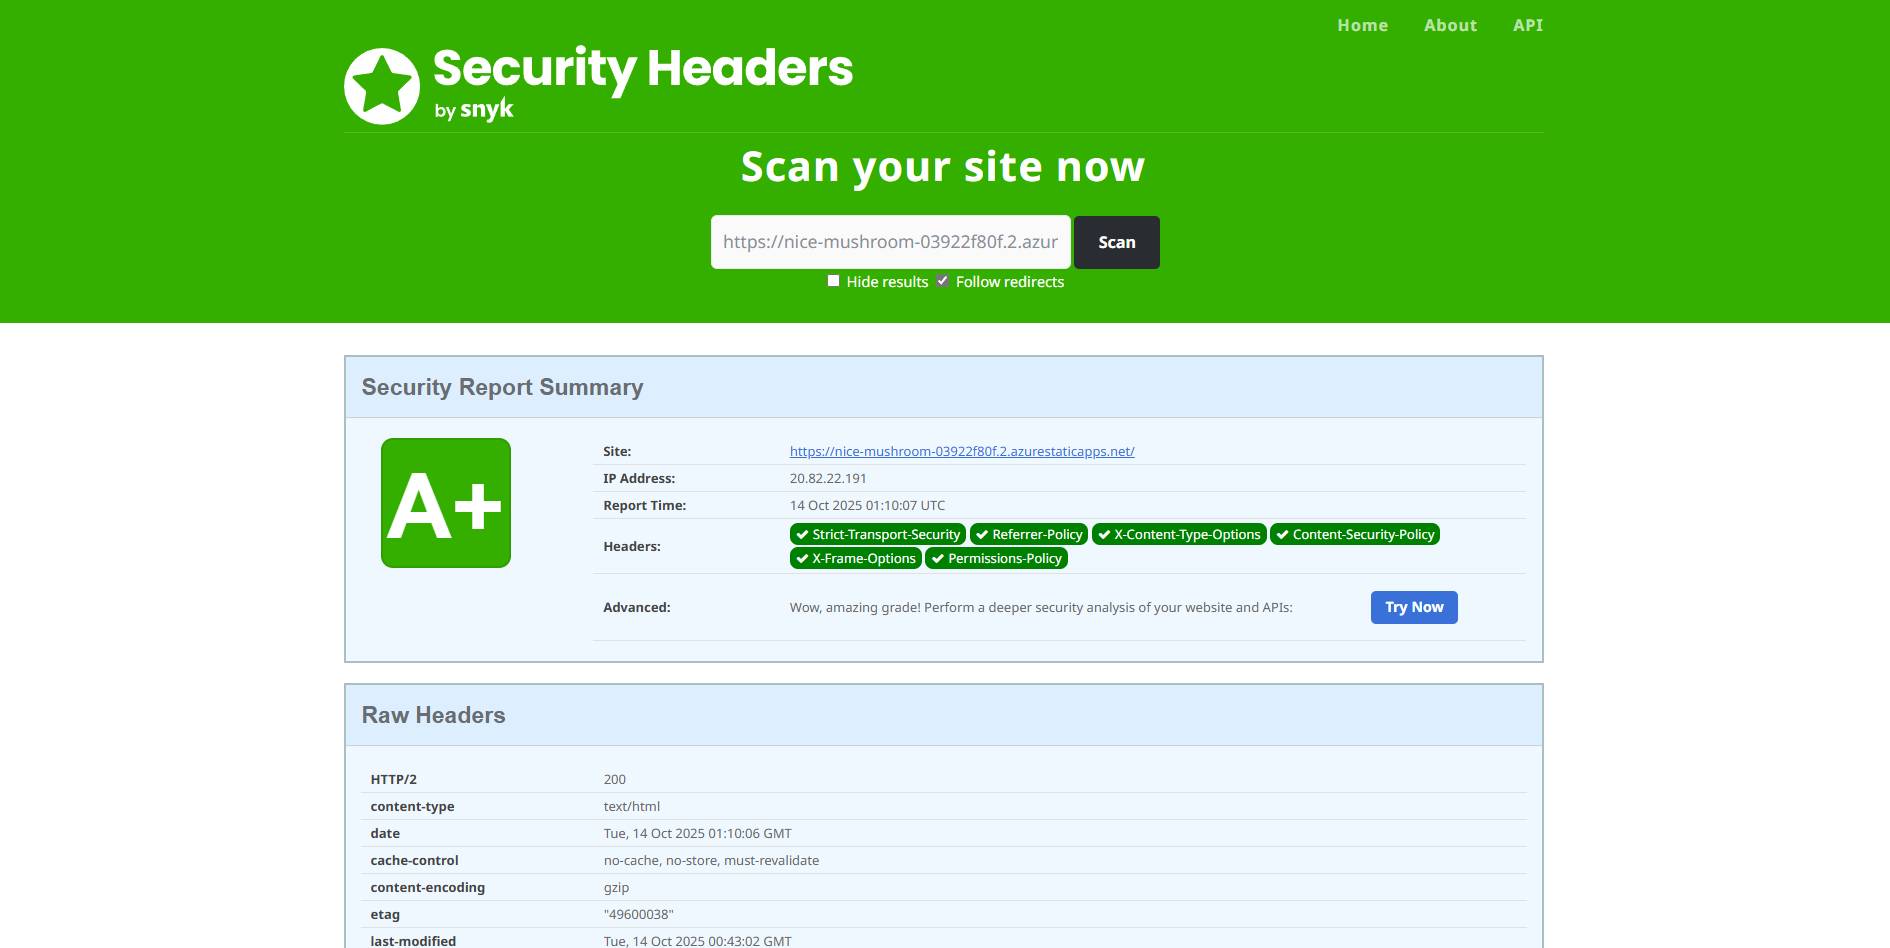 Home About API
Security Headers
by snyk
Scan your site now
https://nice-mushroom-03922f80f.2.azur Scan
Hide results Follow redirects
Security Report Summary
A+
Site: https://nice-mushroom-03922f80f.2.azurestaticapps.net/
IP Address: 20.82.22.191
Report Time: 14 Oct 2025 01:10:07 UTC
Headers: Strict-Transport-Security Referrer-Policy X-Content-Type-Options Content-Security-Policy
X-Frame-Options Permissions-Policy
Advanced: Wow, amazing grade! Perform a deeper security analysis of your website and APIs: Try Now
Raw Headers
HTTP/2 200
content-type text/html
date Tue, 14 Oct 2025 01:10:06 GMT
cache-control no-cache, no-store, must-revalidate
content-encoding gzip
etag "49600038"
last-modified Tue, 14 Oct 2025 00:43:02 GMT